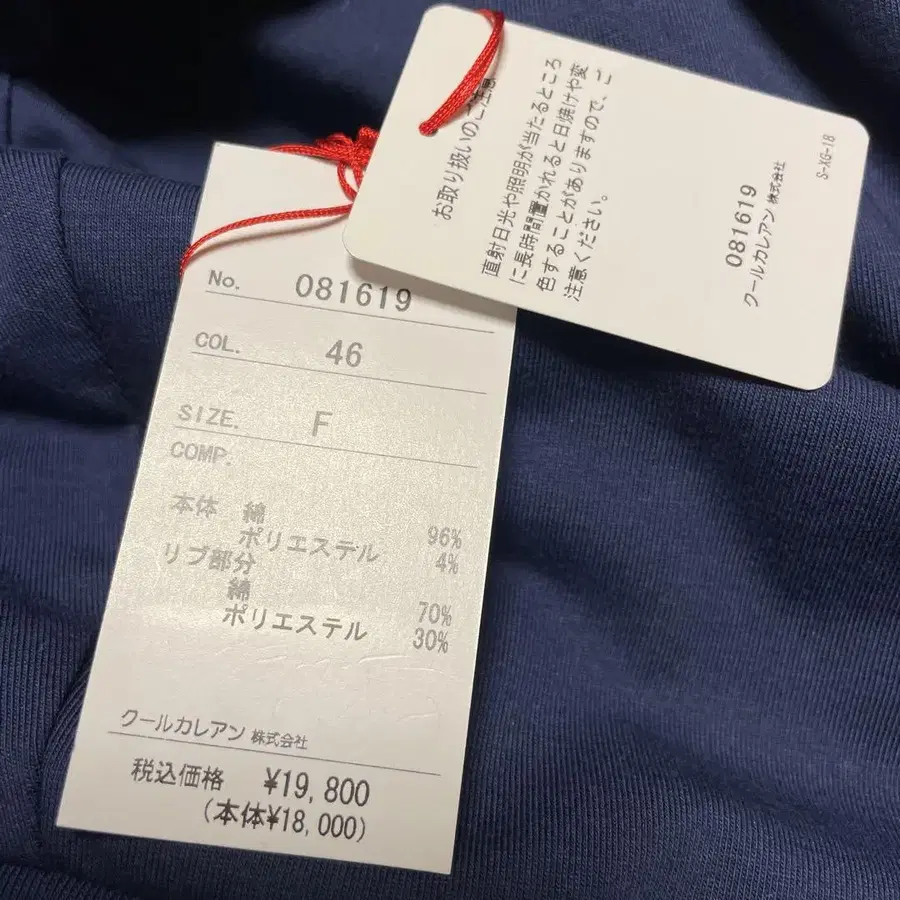 No. 081619
COL. 46
SIZE. F
COMP.
本体 綿 96%
ポリエステル 4%
リブ部分
綿 70%
ポリエステル 30%
クールカレアン 株式会社
税込価格 ¥19,800
(本体¥18,000)
お取り扱いのご注意
直射日光や照明が当たるところ
に長時間置かれると日焼けや変
色することがありますので、ご
注意ください。
081619
クールカレアン 株式会社
S-XG-18